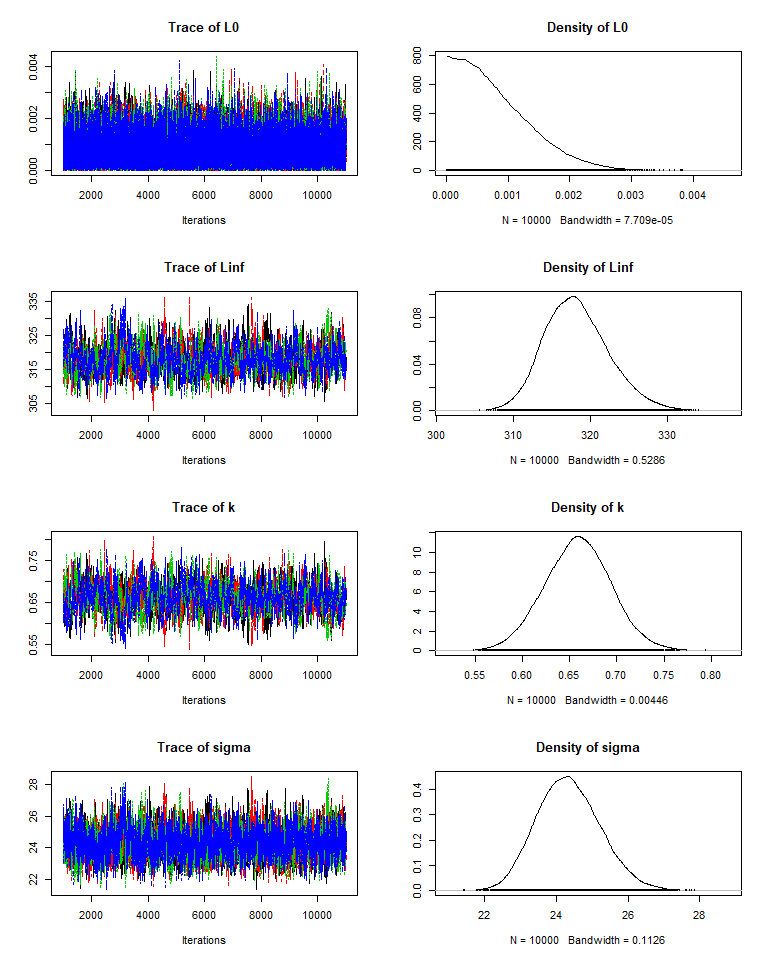 Trace of L0
0.000 0.002 0.004
2000 4000 6000 8000 10000
Iterations
Density of L0
0 200 400 600 800
0.000 0.001 0.002 0.003 0.004
N = 10000 Bandwidth = 7.709e-05
Trace of Linf
305 315 325 335
2000 4000 6000 8000 10000
Iterations
Density of Linf
0.00 0.04 0.08
300 310 320 330
N = 10000 Bandwidth = 0.5286
Trace of k
0.55 0.65 0.75
2000 4000 6000 8000 10000
Iterations
Density of k
0 2 4 6 8 10
0.55 0.60 0.65 0.70 0.75 0.80
N = 10000 Bandwidth = 0.00446
Trace of sigma
22 24 26 28
2000 4000 6000 8000 10000
Iterations
Density of sigma
0.0 0.1 0.2 0.3 0.4
22 24 26 28
N = 10000 Bandwidth = 0.1126